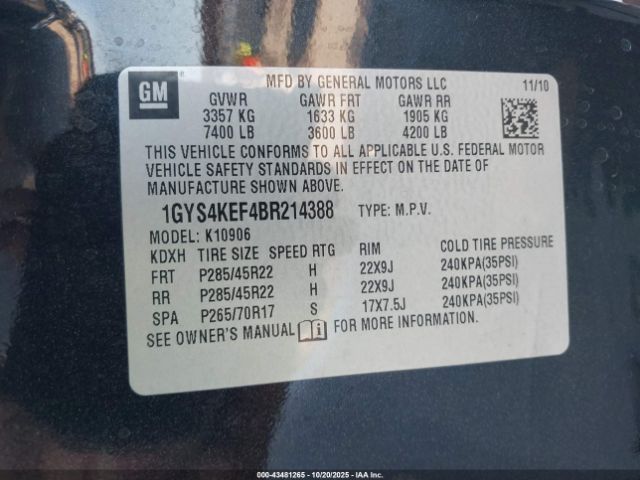 GM
MFD BY GENERAL MOTORS LLC 11/10
GVWR GAWR FRT GAWR RR
3357 KG 1633 KG 1905 KG
7400 LB 3600 LB 4200 LB
THIS VEHICLE CONFORMS TO ALL APPLICABLE U.S. FEDERAL MOTOR
VEHICLE SAFETY STANDARDS IN EFFECT ON THE DATE OF
MANUFACTURE SHOWN ABOVE.
1GYS4KEF4BR214388 TYPE: M.P.V.
MODEL: K10906
KDXH TIRE SIZE SPEED RTG RIM COLD TIRE PRESSURE
FRT P285/45R22 H 22X9J 240KPA(35PSI)
RR P285/45R22 H 22X9J 240KPA(35PSI)
SPA P265/70R17 S 17X7.5J 240KPA(35PSI)
SEE OWNER'S MANUAL FOR MORE INFORMATION.
00-43481265 - 10/20/2025 - IAA Inc.